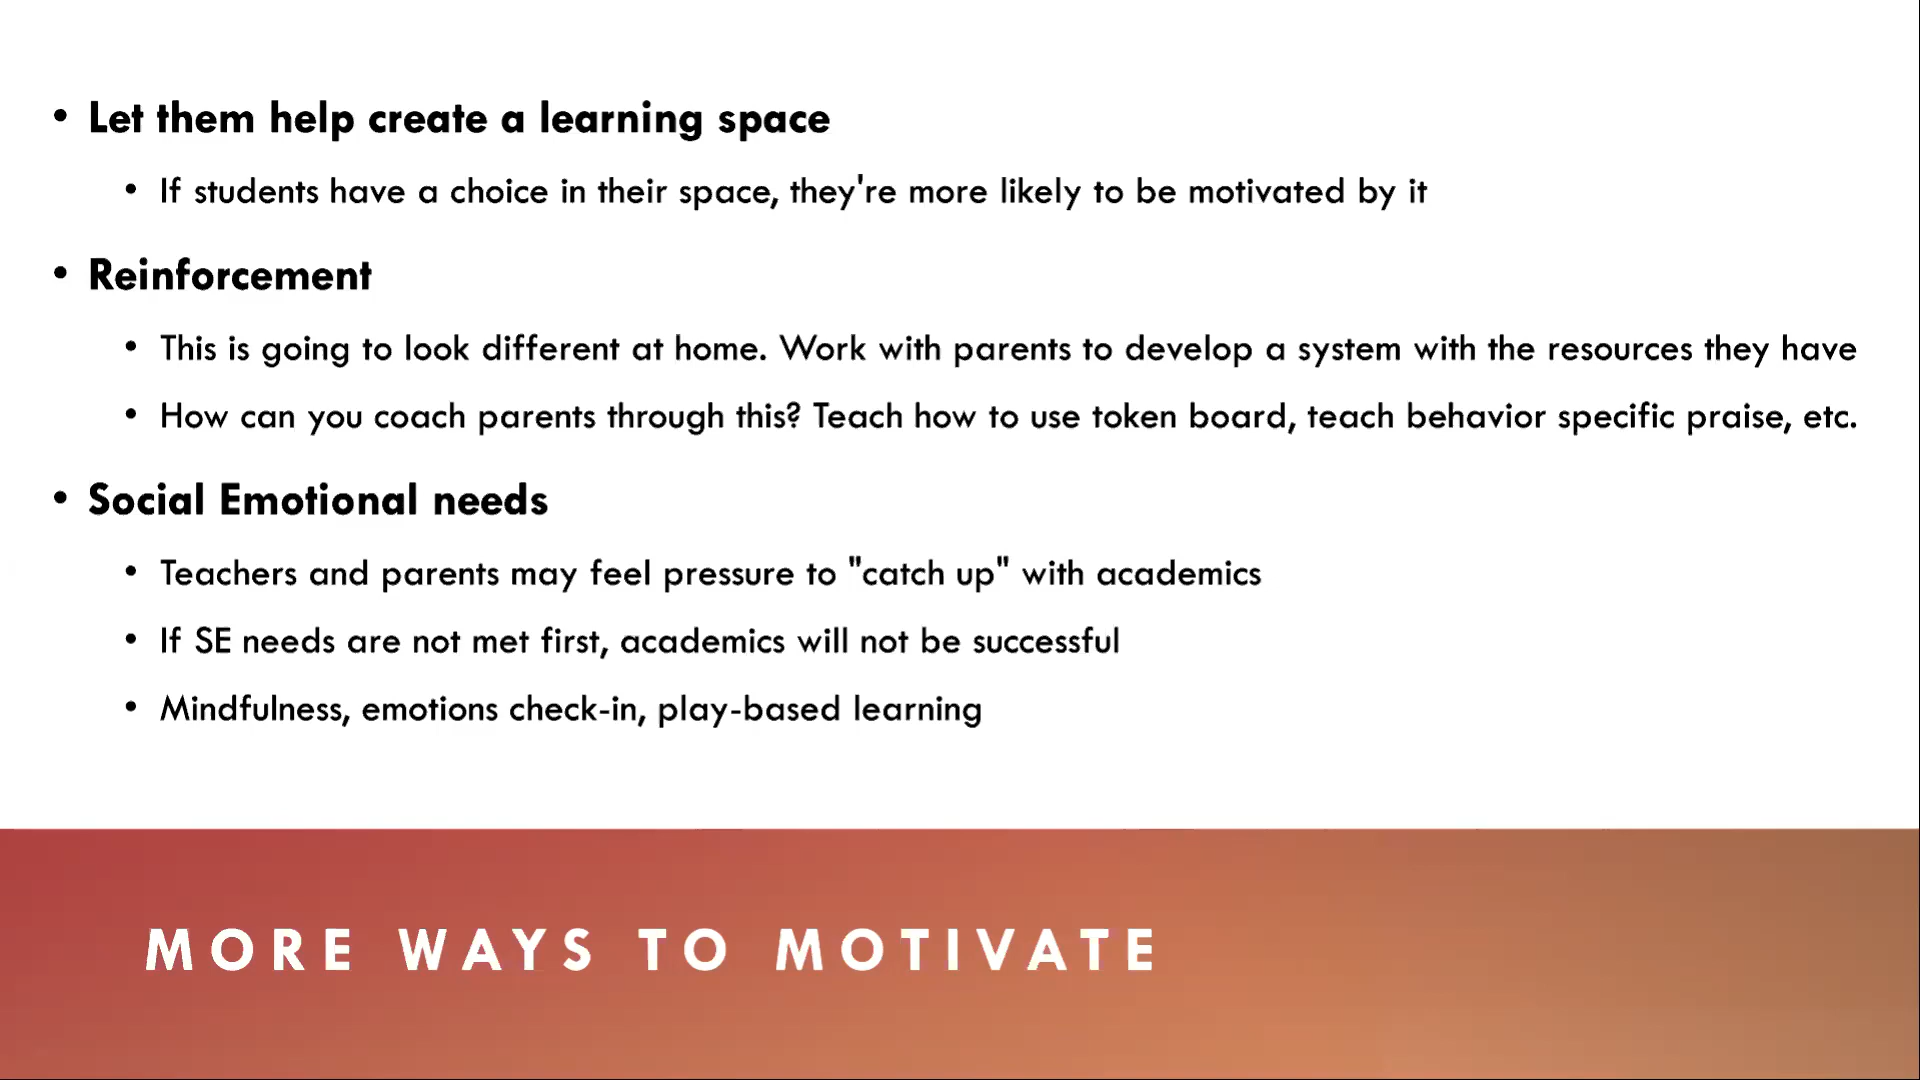 • Let them help create a learning space
• If students have a choice in their space, they're more likely to be motivated by it
• Reinforcement
• This is going to look different at home. Work with parents to develop a system with the resources they have
• How can you coach parents through this? Teach how to use token board, teach behavior specific praise, etc.
• Social Emotional needs
• Teachers and parents may feel pressure to "catch up" with academics
• If SE needs are not met first, academics will not be successful
• Mindfulness, emotions check-in, play-based learning
MORE WAYS TO MOTIVATE